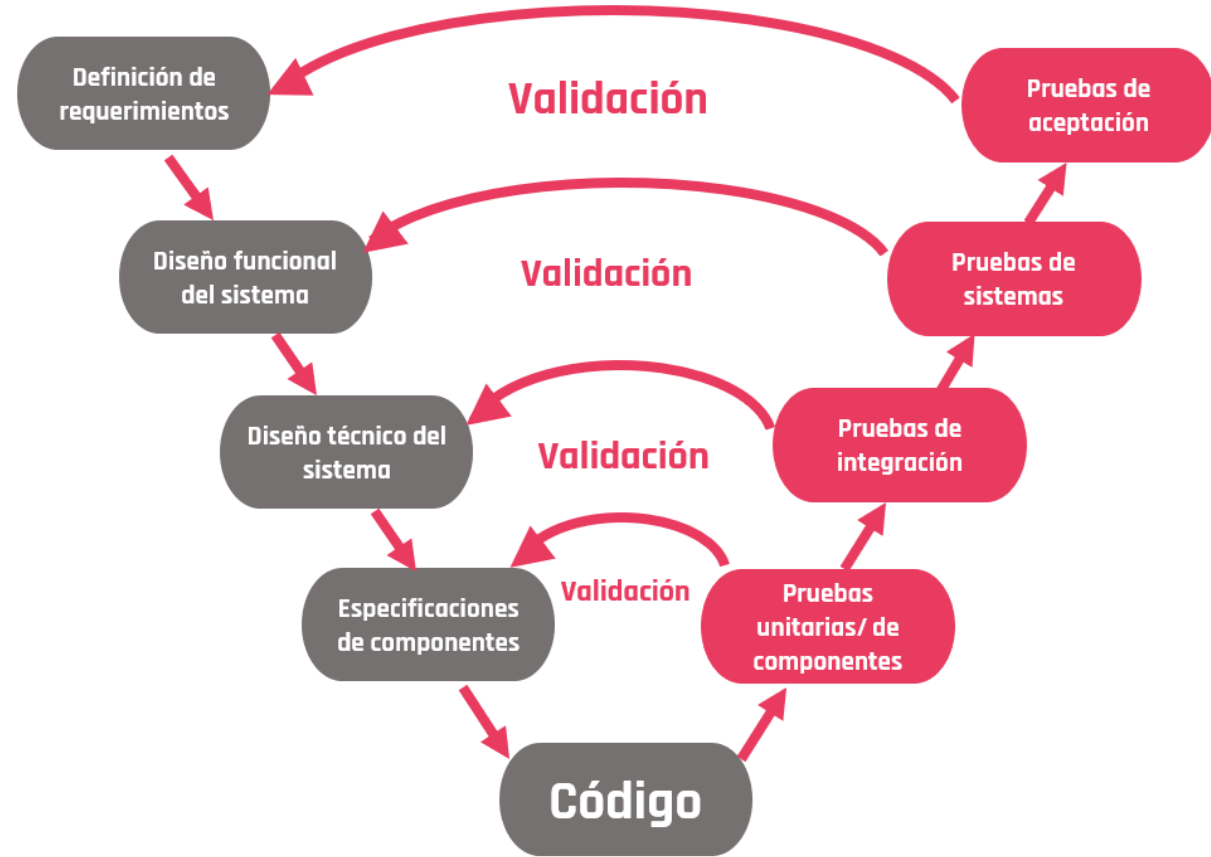 Definición de
requerimientos
Validación
Pruebas de
aceptación
Diseño funcional
del sistema
Validación
Pruebas de
sistemas
Diseño técnico del
sistema
Validación
Pruebas de
integración
Especificaciones
de componentes
Validación
Pruebas
unitarias/ de
componentes
Código